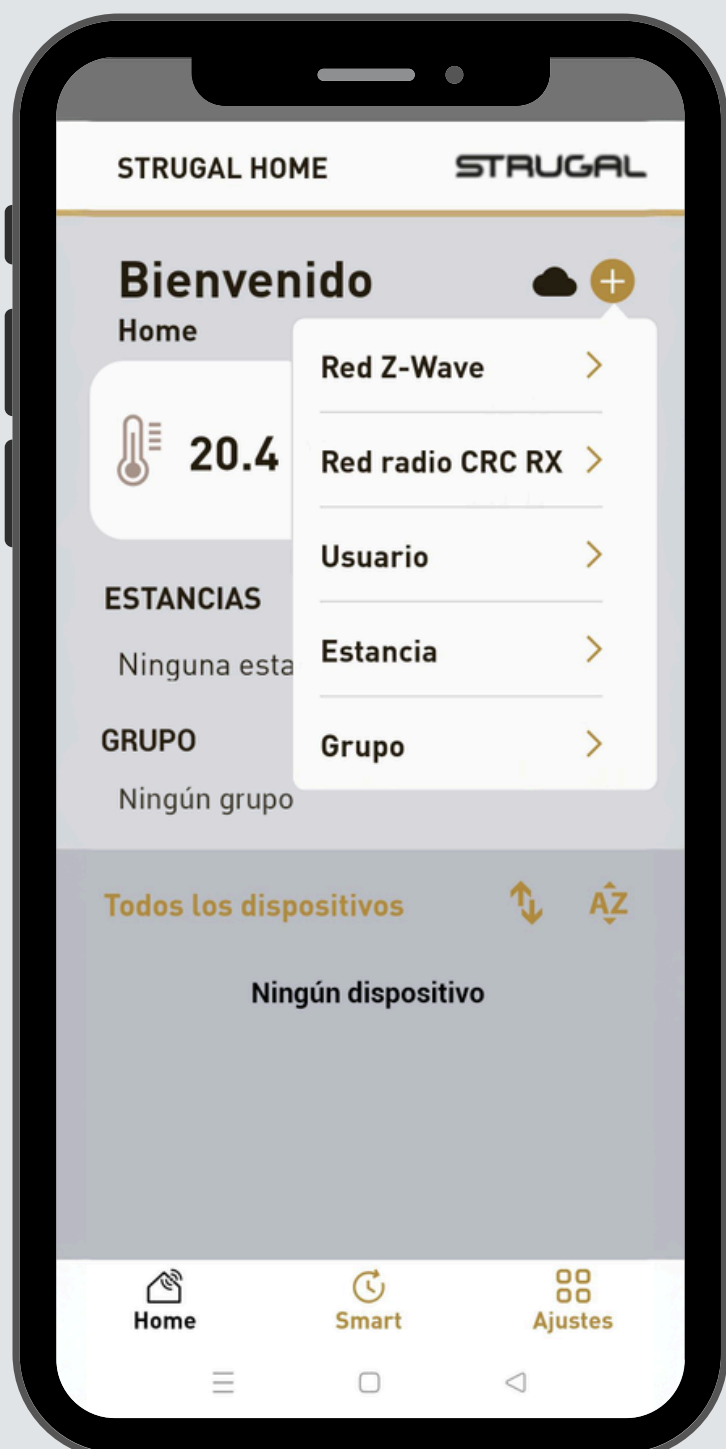 STRUGAL HOME
STRUGAL
Bienvenido
Home
20.4
Red Z-Wave
Red radio CRC RX
Usuario
Estancia
Grupo
ESTANCIAS
Ninguna esta
GRUPO
Ningún grupo
Todos los dispositivos
AZ
Ningún dispositivo
Home
Smart
Ajustes